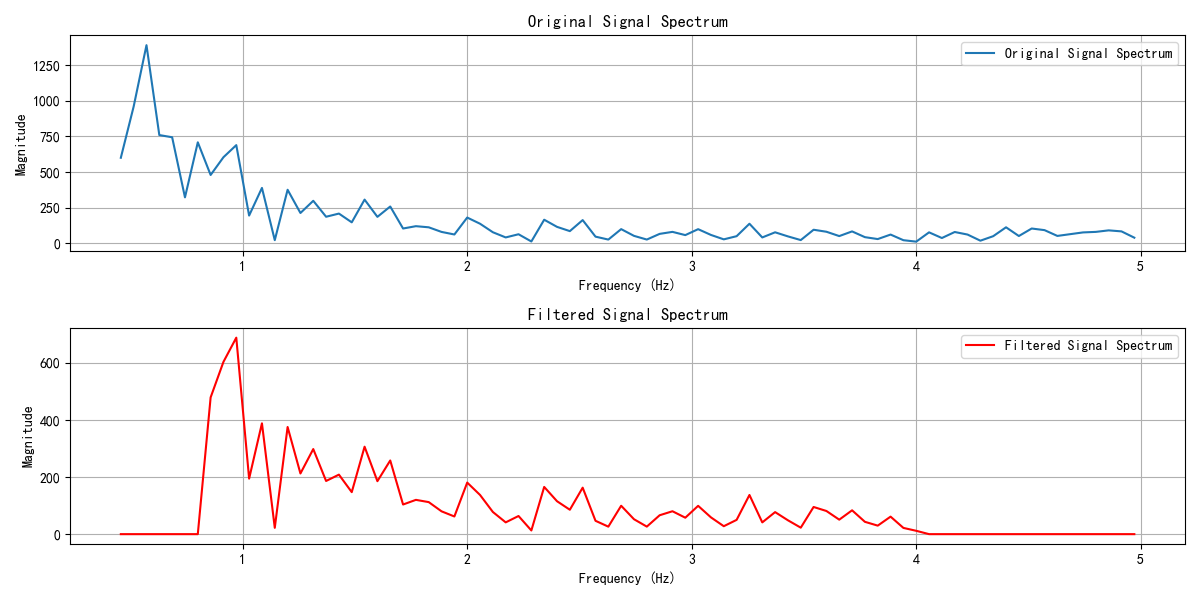 Original Signal Spectrum
Original Signal Spectrum
Magnitude
1250
1000
750
500
250
0
1 2 3 4 5
Frequency (Hz)
Filtered Signal Spectrum
Filtered Signal Spectrum
Magnitude
600
400
200
0
1 2 3 4 5
Frequency (Hz)